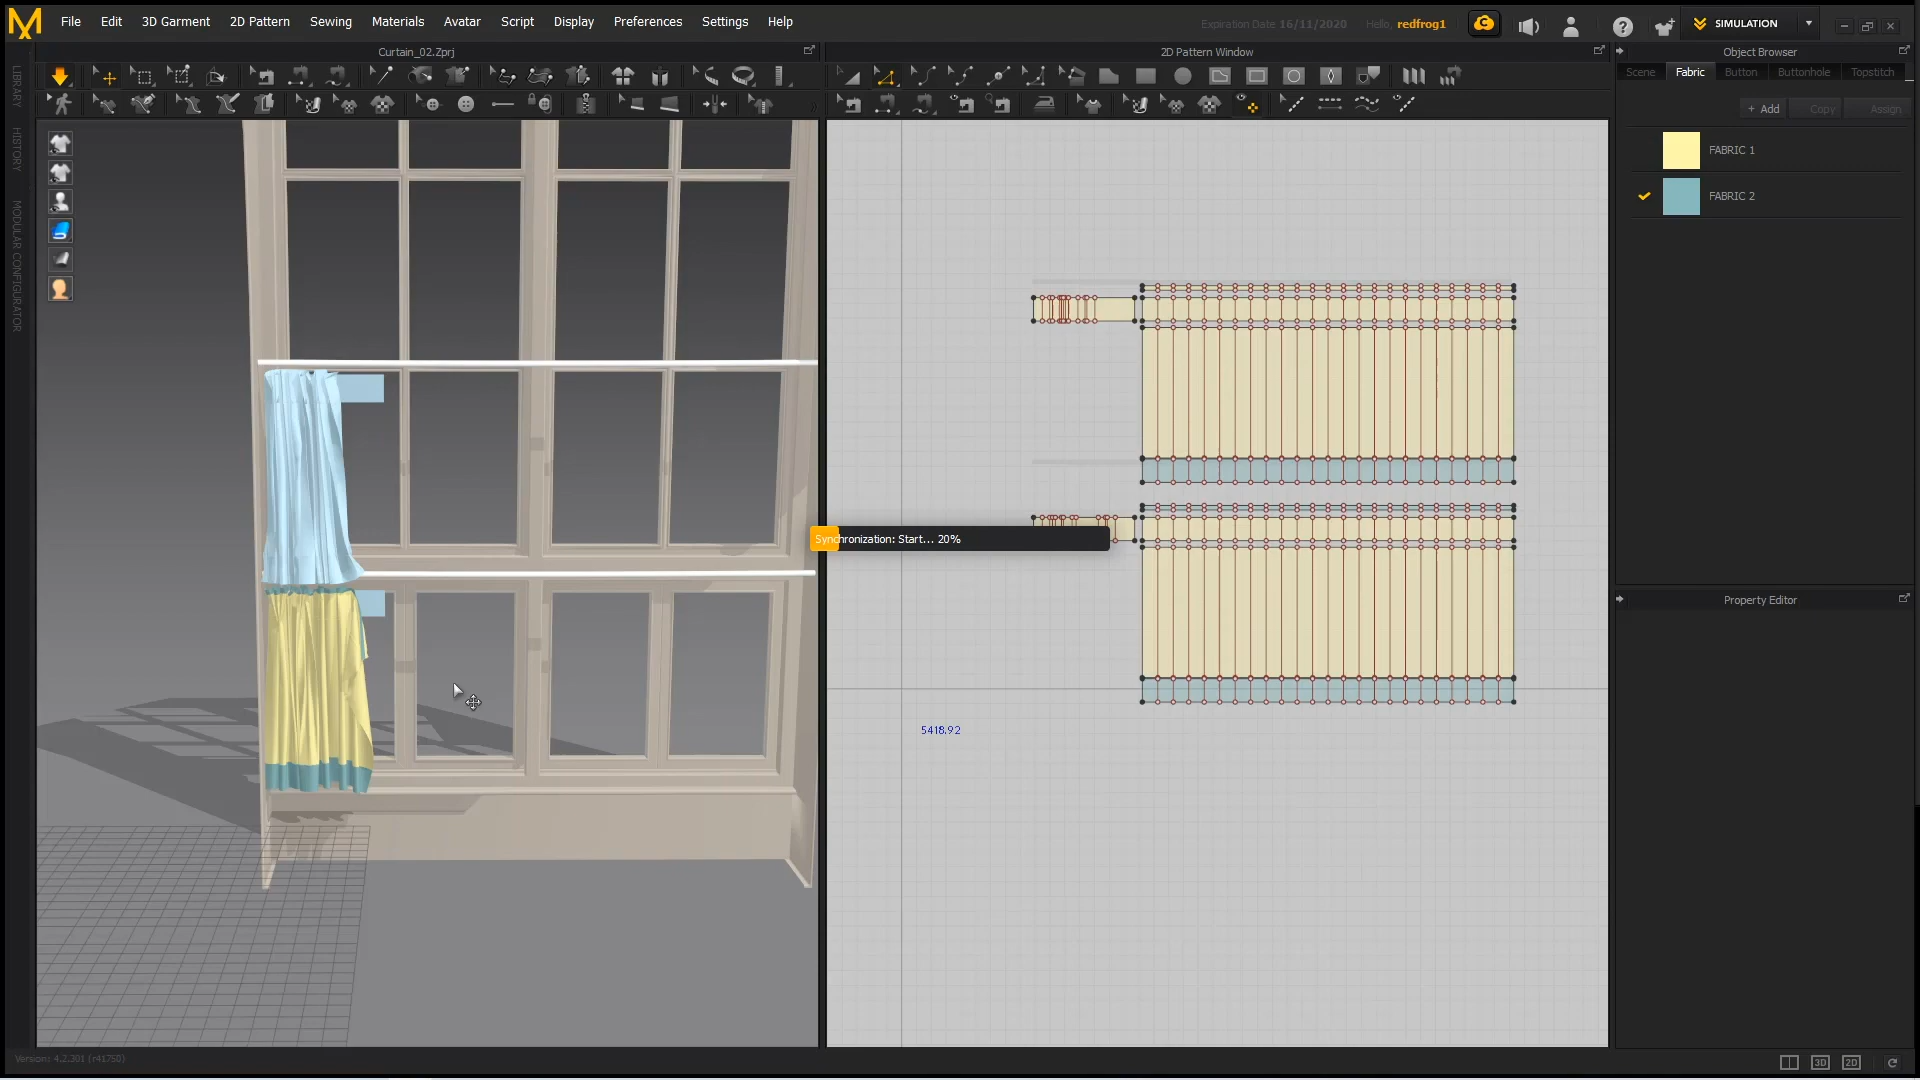 File Edit 3D Garment 2D Pattern Sewing Materials Avatar Script Display Preferences Settings Help
Expiration Date 16/11/2020 Hello, redfrog1
SIMULATION
Curtain_02.Zprj
2D Pattern Window
Object Browser
Scene Fabric Button Buttonhole Topstitch
+ Add Copy Assign
FABRIC 1
FABRIC 2
LIBRARY
HISTORY
MODULAR CONFIGURATOR
Synchronization: Start... 20%
Property Editor
5418.92
Version: 4.2.301 (r41750)
3D
2D